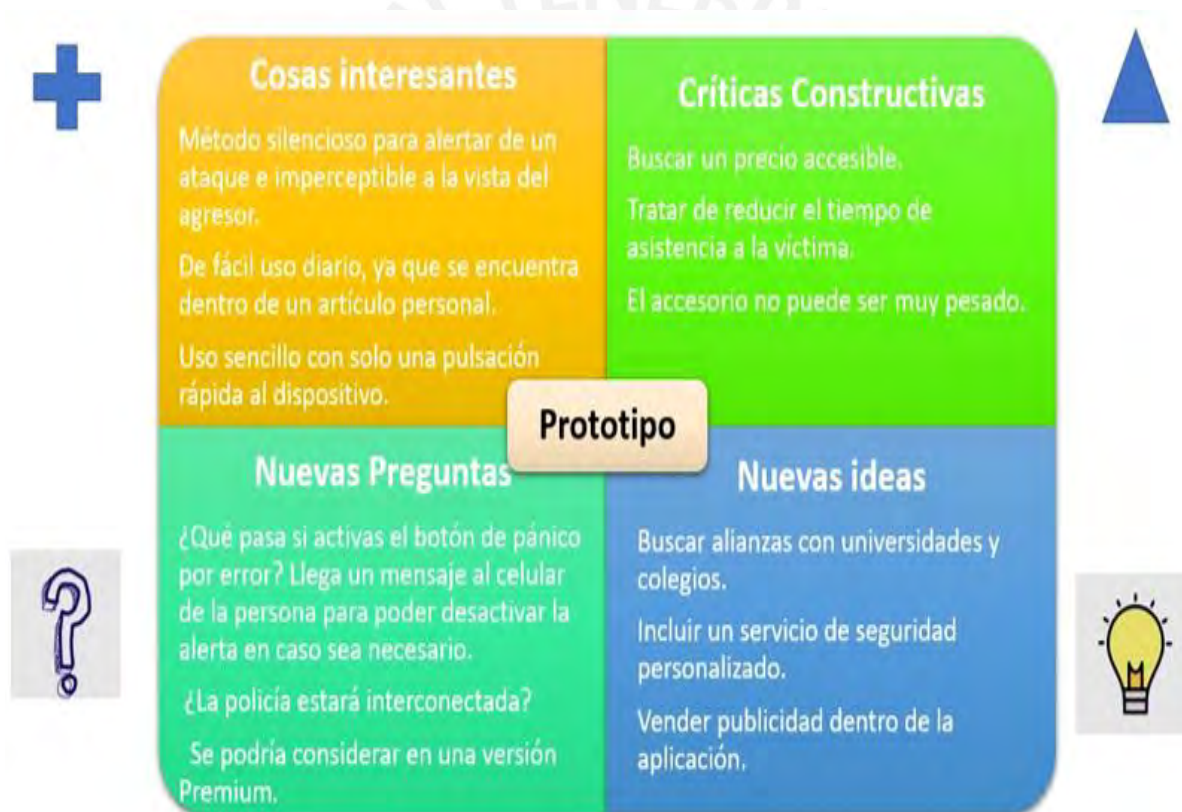 Cosas interesantes
Método silencioso para alertar de un
ataque e imperceptible a la vista del
agresor.
De fácil uso diario, ya que se encuentra
dentro de un artículo personal.
Uso sencillo con solo una pulsación
rápida al dispositivo.
Críticas Constructivas
Buscar un precio accesible.
Tratar de reducir el tiempo de
asistencia a la víctima.
El accesorio no puede ser muy pesado.
Prototipo
Nuevas Preguntas
¿Qué pasa si activas el botón de pánico
por error? Llega un mensaje al celular
de la persona para poder desactivar la
alerta en caso sea necesario.
¿La policía estará interconectada?
Se podría considerar en una versión
Premium.
Nuevas ideas
Buscar alianzas con universidades y
colegios.
Incluir un servicio de seguridad
personalizado.
Vender publicidad dentro de la
aplicación.